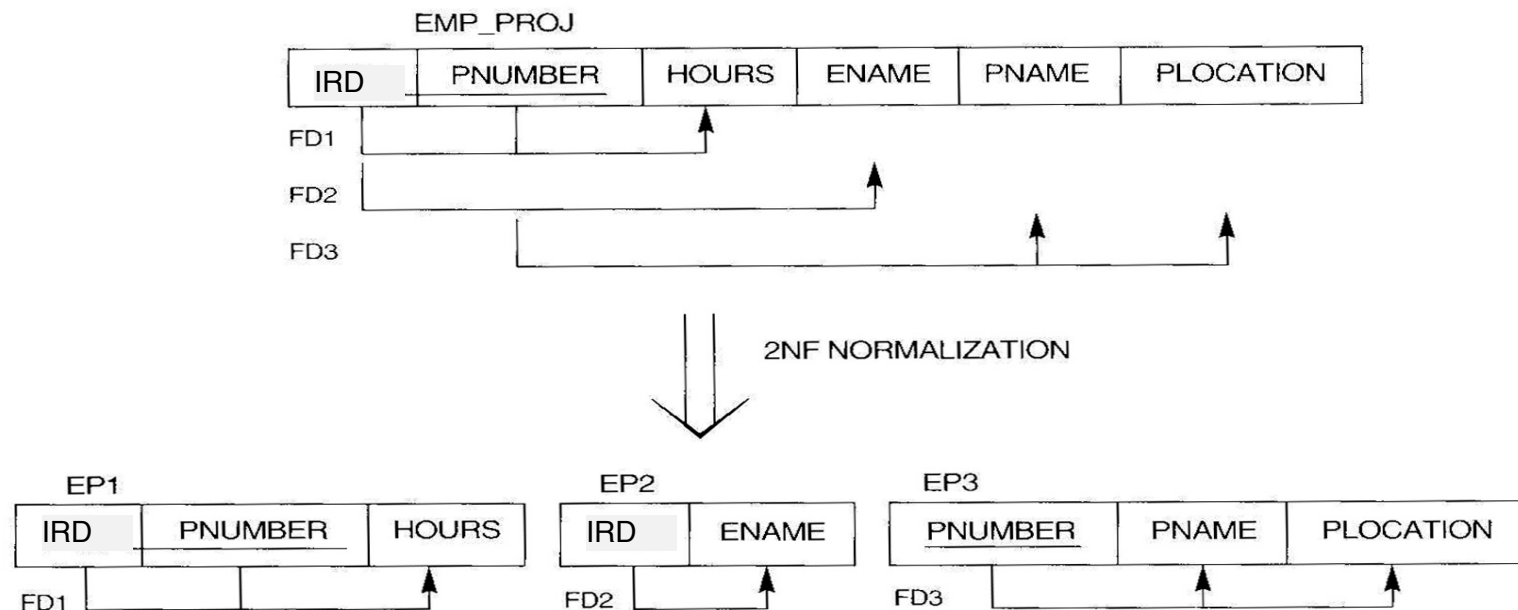 EMP_PROJ
IRD PNUMBER HOURS ENAME PNAME PLOCATION
FD1
FD2
FD3
2NF NORMALIZATION
EP1 EP2 EP3
IRD PNUMBER HOURS IRD ENAME PNUMBER PNAME PLOCATION
FD1 FD2 FD3